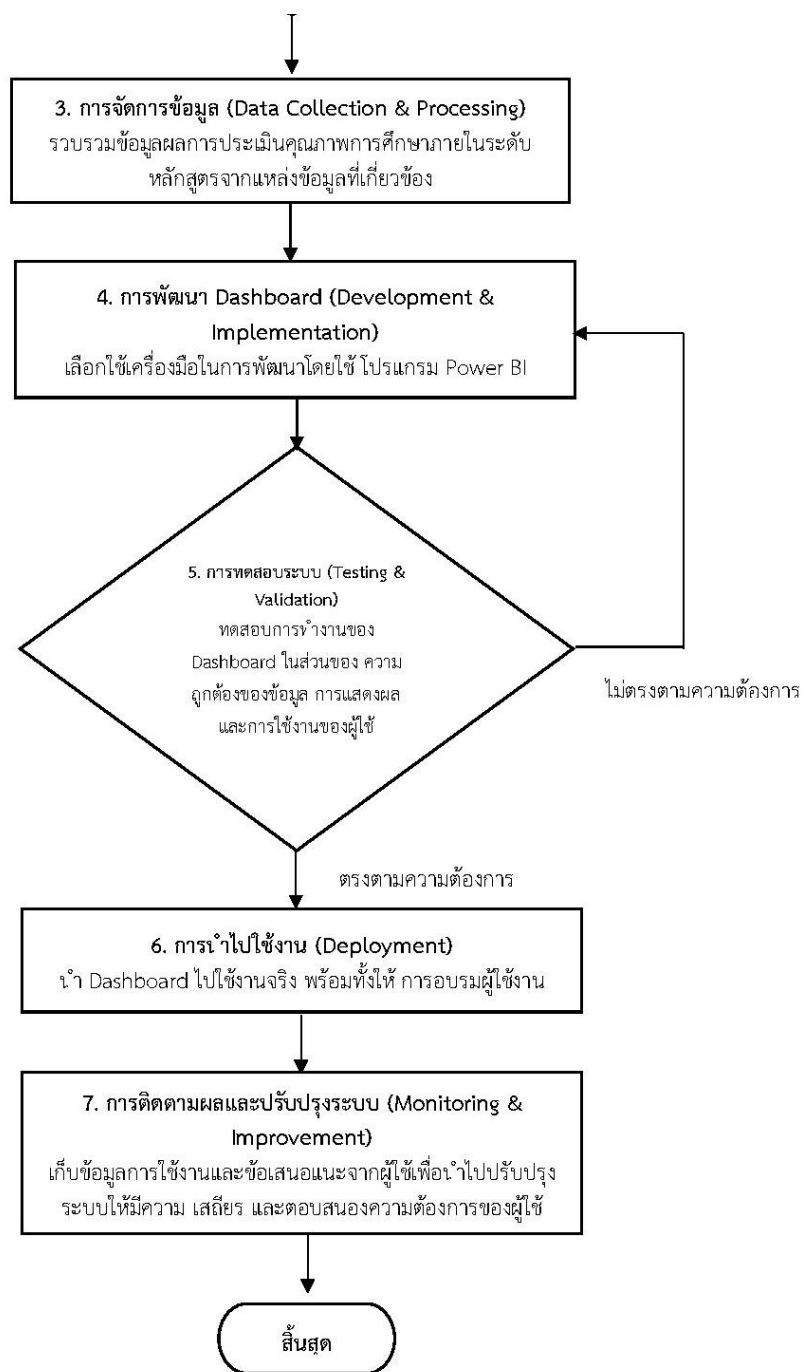 3. การจัดการข้อมูล (Data Collection & Processing)
รวบรวมข้อมูลผลการประเมินคุณภาพการศึกษาภายในระดับ
หลักสูตรจากแหล่งข้อมูลที่เกี่ยวข้อง
4. การพัฒนา Dashboard (Development &
Implementation)
เลือกใช้เครื่องมือในการพัฒนาโดยใช้ โปรแกรม Power BI
5. การทดสอบระบบ (Testing &
Validation)
ทดสอบการทำงานของ
Dashboard ในส่วนของ ความ
ถูกต้องของข้อมูล การแสดงผล
และการใช้งานของผู้ใช้
ไม่ตรงตามความต้องการ
ตรงตามความต้องการ
6. การนำไปใช้งาน (Deployment)
นำ Dashboard ไปใช้งานจริง พร้อมทั้งให้ การอบรมผู้ใช้งาน
7. การติดตามผลและปรับปรุงระบบ (Monitoring &
Improvement)
เก็บข้อมูลการใช้งานและข้อเสนอแนะจากผู้ใช้เพื่อนำไปปรับปรุง
ระบบให้มีความ เสถียร และตอบสนองความต้องการของผู้ใช้
สิ้นสุด